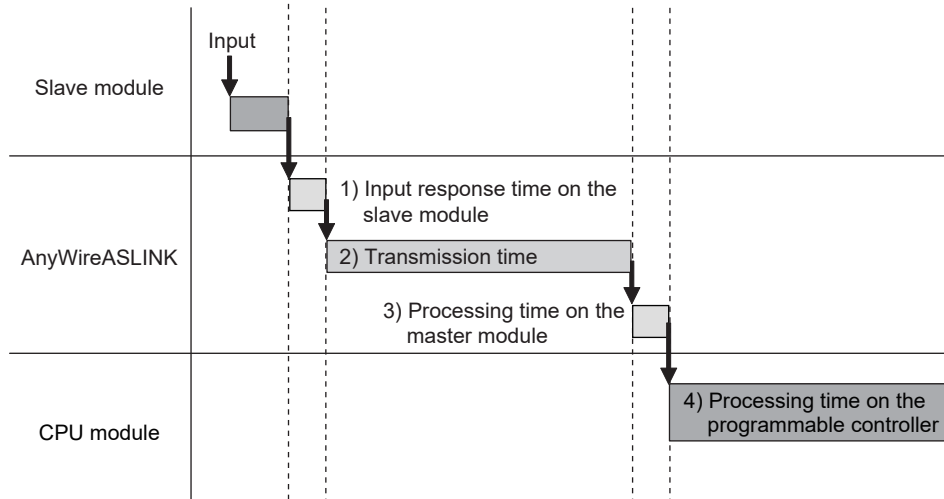 Input
Slave module
1) Input response time on the
slave module
AnyWireASLINK
2) Transmission time
3) Processing time on the
master module
4) Processing time on the
programmable controller
CPU module